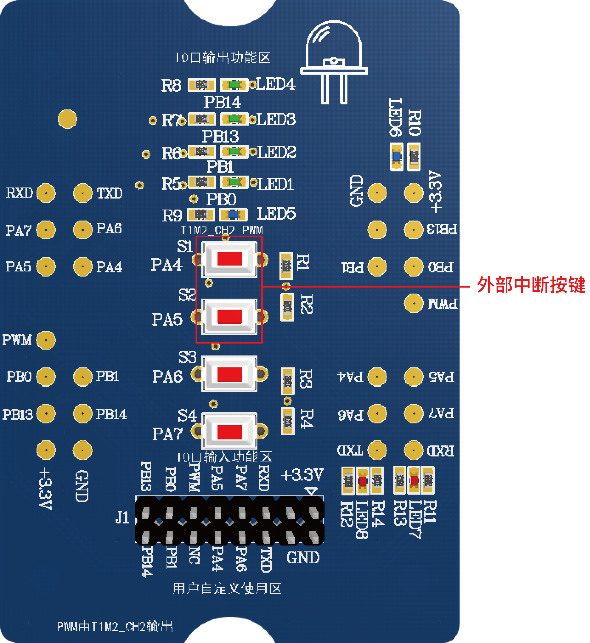 IO口输出功能区
R8 LED4
PB14
R7 LED3
PB13
R6 LED2
PB1
R5 LED1
PB0
R9 LED5
T1M2_CH2_PWM
LED6 R10
RXD TXD
PA7 PA6
PA5 PA4
PWM
PB0 PB1
PB13 PB14
+3.3V GND
S1
PA4
R1
S2
PA5
R2
S3
PA6
R3
S4
PA7
R4
外部中断按键
GND +3.3V
PB13
PB1 PB0
PWM
PA4 PA5
PA6 PA7
TXD RXD
R12 LED8 R14 R13 LED7 R11
IO口输入功能区
PB13 PB0 PWM PA5 PA7 RXD +3.3V
J1
PB14 PB1 NC PA4 PA6 TXD GND
用户自定义使用区
PWM由T1M2_CH2输出